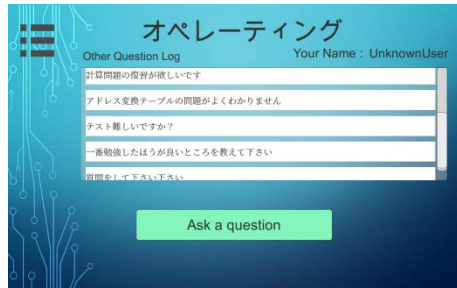 オペレーティング
Other Question Log
Your Name : UnknownUser
計算問題の復習が欲しいです
アドレス変換テーブルの問題がよくわかりません
テスト難しいですか？
一番勉強したほうが良いところを教えて下さい
質問をして下さい下さい
Ask a question